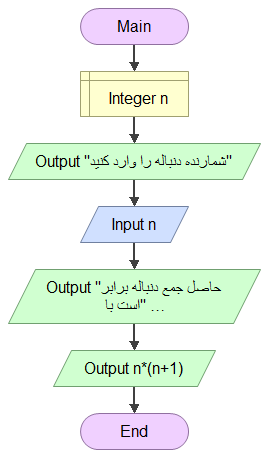 Main
Integer n
Output "شمارنده دنباله را وارد کنید"
Input n
Output "حاصل جمع دنباله برابر
است با" ...
Output n*(n+1)
End